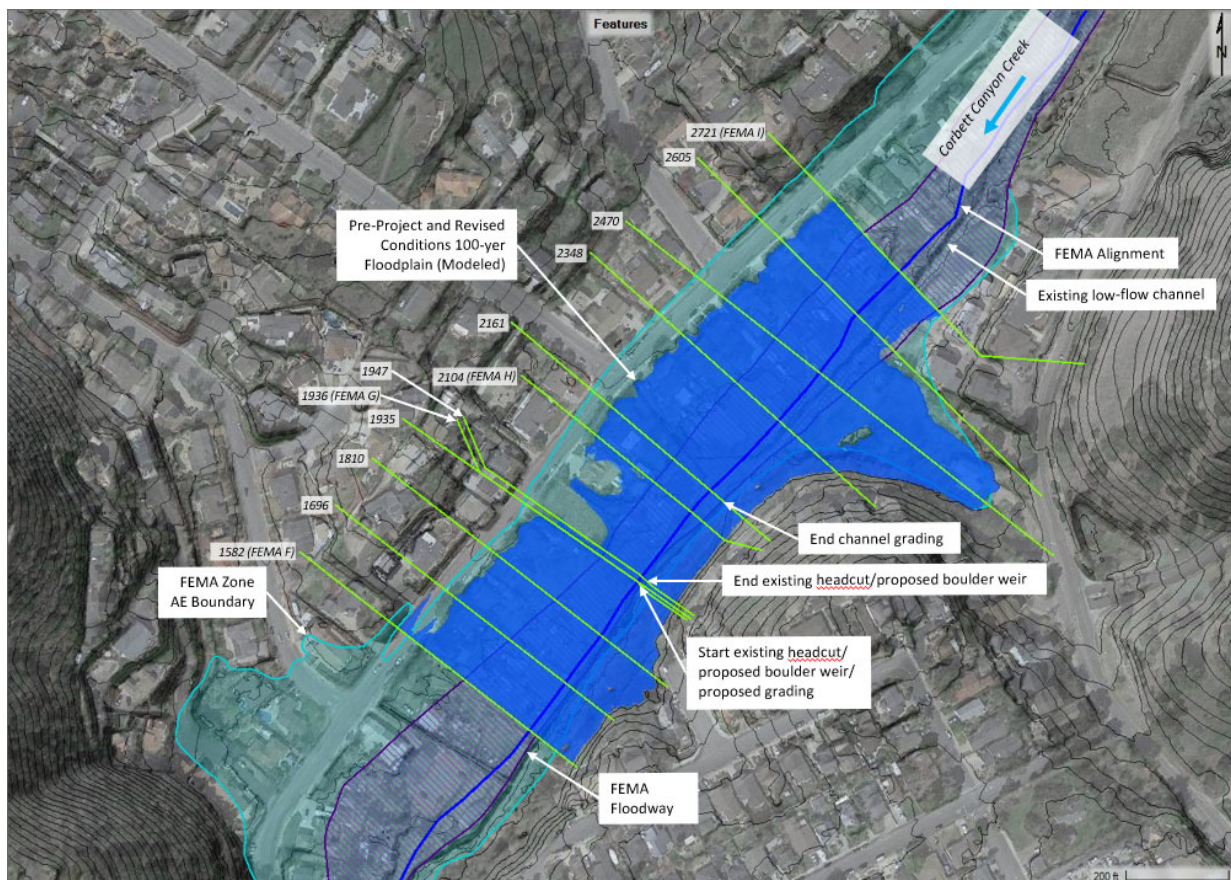 Features
N
Corbett Canyon Creek
2721 (FEMA I)
2605
2470
2348
Pre-Project and Revised
Conditions 100-yer
Floodplain (Modeled)
FEMA Alignment
Existing low-flow channel
2161
2104 (FEMA H)
1947
1936 (FEMA G)
1935
1810
1696
1582 (FEMA F)
End channel grading
FEMA Zone
AE Boundary
End existing headcut/proposed boulder weir
Start existing headcut/
proposed boulder weir/
proposed grading
FEMA
Floodway
200 ft